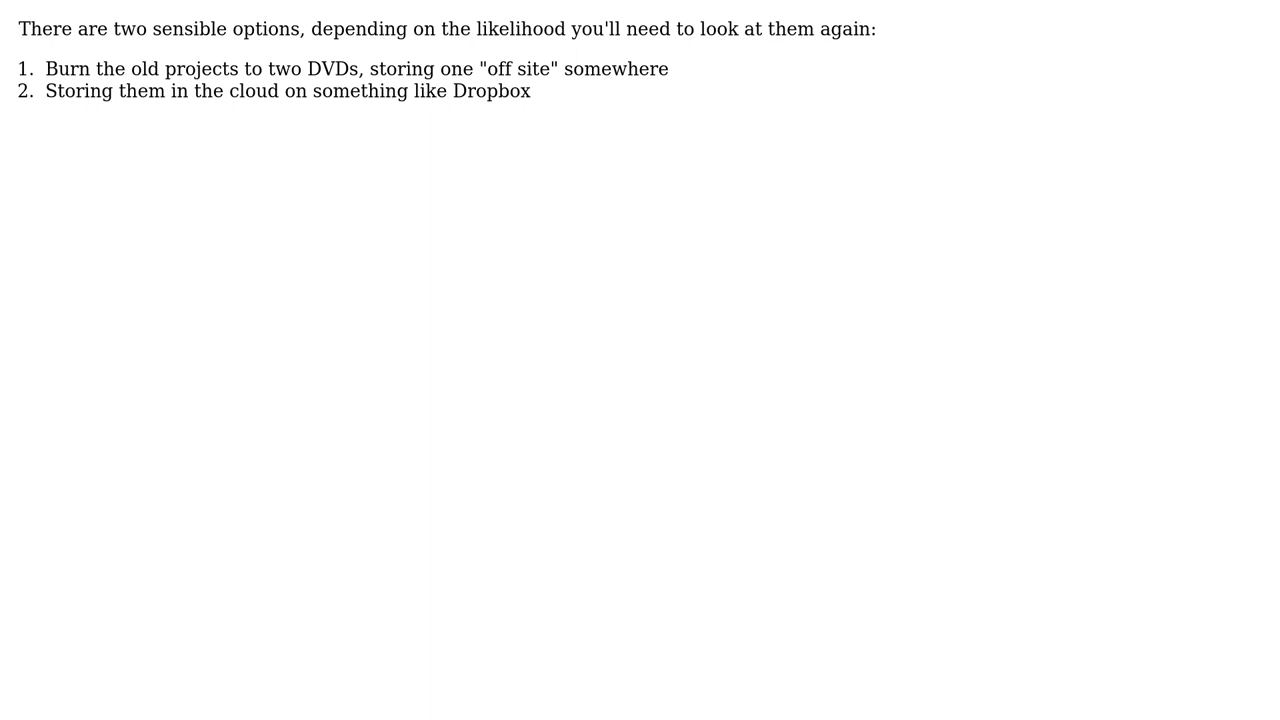 There are two sensible options, depending on the likelihood you'll need to look at them again:
1. Burn the old projects to two DVDs, storing one "off site" somewhere
2. Storing them in the cloud on something like Dropbox